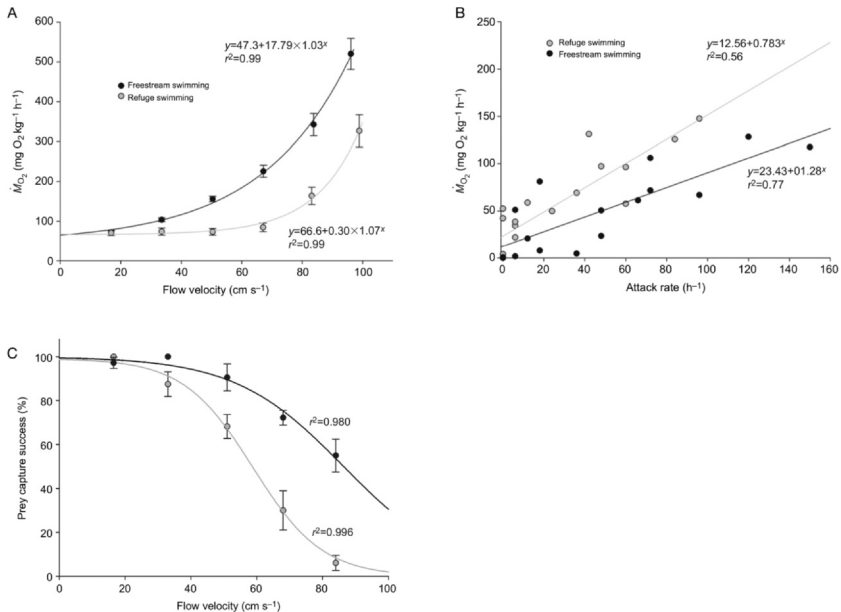 A
600
500
400
300
200
100
0
ṀO2 (mg O2 kg–1 h–1)
y=47.3+17.79×1.03x
r2=0.99
Freestream swimming
Refuge swimming
y=66.6+0.30×1.07x
r2=0.99
0 20 40 60 80 100
Flow velocity (cm s–1)
B
250
200
150
100
50
0
ṀO2 (mg O2 kg–1 h–1)
Refuge swimming
Freestream swimming
y=12.56+0.783x
r2=0.56
y=23.43+01.28x
r2=0.77
0 20 40 60 80 100 120 140 160
Attack rate (h–1)
C
100
80
60
40
20
0
Prey capture success (%)
r2=0.980
r2=0.996
0 20 40 60 80 100
Flow velocity (cm s–1)